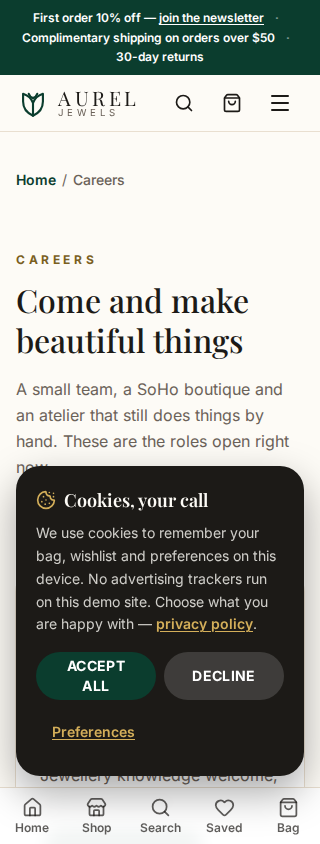 First order 10% off — join the newsletter ·
Complimentary shipping on orders over $50 ·
30-day returns
AUREL
JEWELS
Home / Careers
CAREERS
Come and make
beautiful things
A small team, a SoHo boutique and
an atelier that still does things by
hand. These are the roles open right
now.
Cookies, your call
We use cookies to remember your
bag, wishlist and preferences on this
device. No advertising trackers run
on this demo site. Choose what you
are happy with — privacy policy.
ACCEPT
ALL
DECLINE
Preferences
Jewellery knowledge welcome,
Home Shop Search Saved Bag